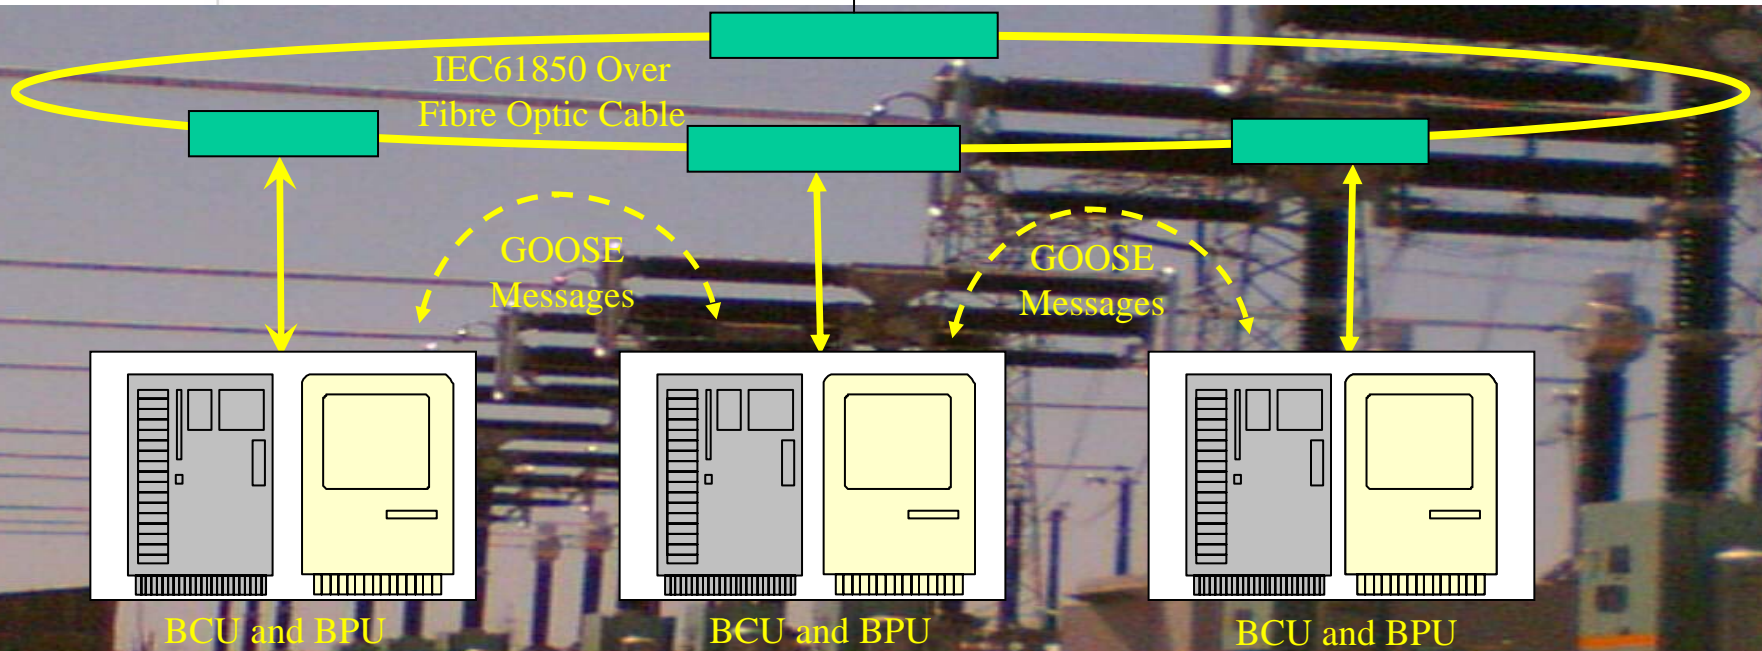 IEC61850 Over
Fibre Optic Cable
GOOSE
Messages
GOOSE
Messages
BCU and BPU
BCU and BPU
BCU and BPU